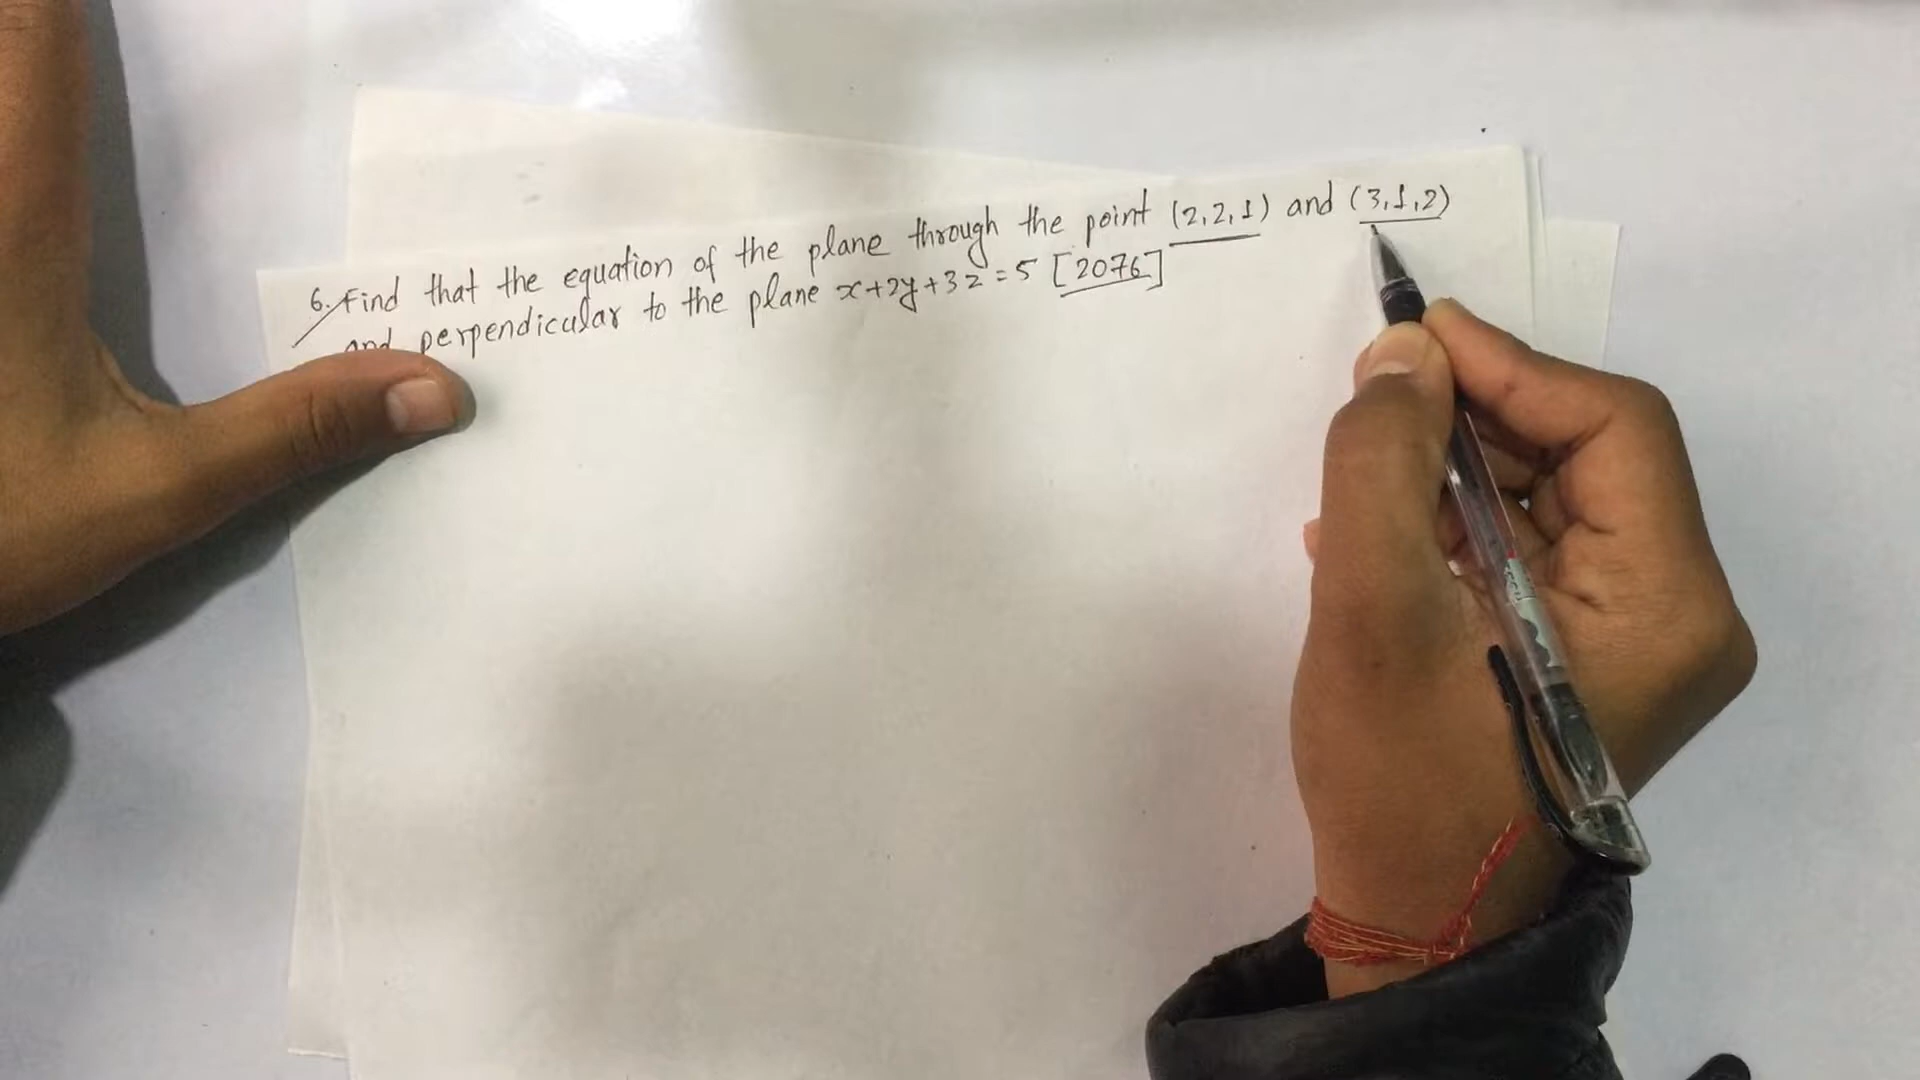 6. Find that the equation of the plane through the point (2,2,1) and (3,1,2)
and perpendicular to the plane x+2y+3z=5 [2076]